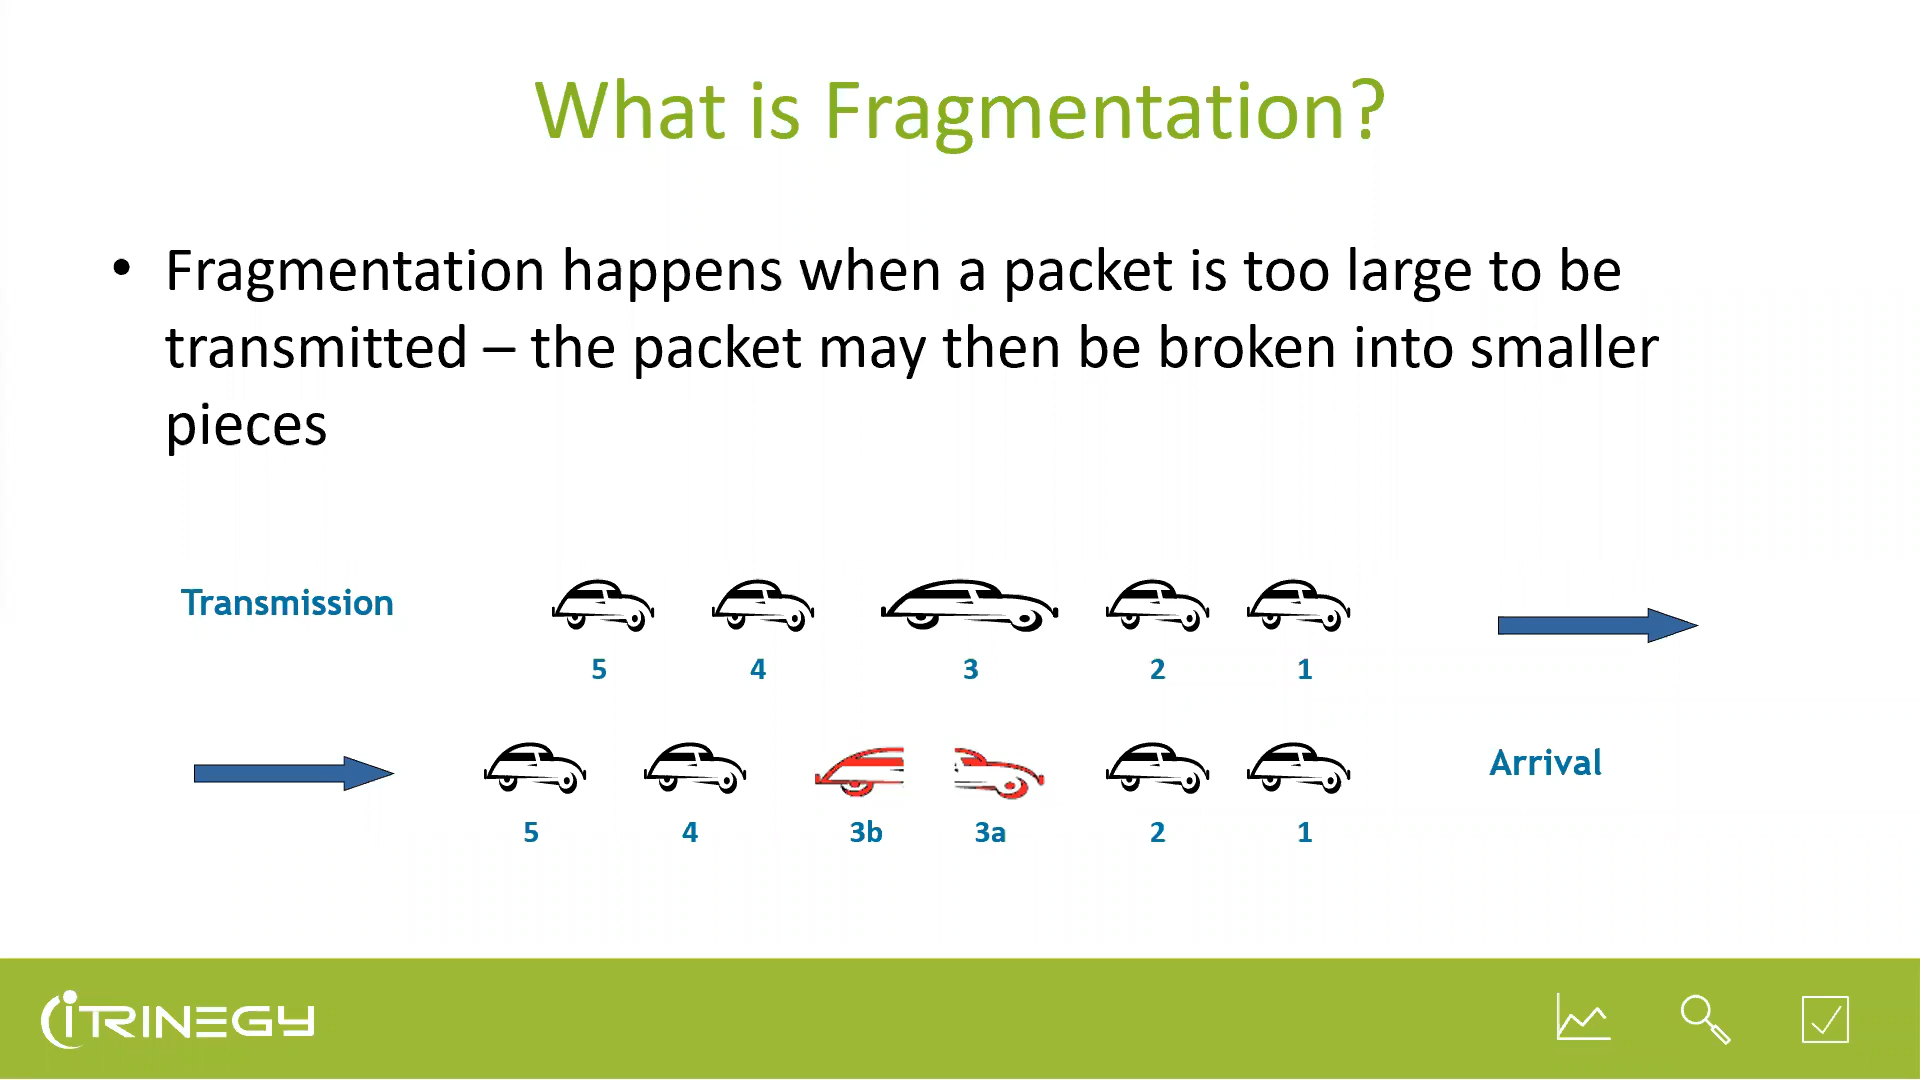 What is Fragmentation?
• Fragmentation happens when a packet is too large to be
transmitted – the packet may then be broken into smaller
pieces
Transmission
5 4 3 2 1
Arrival
5 4 3b 3a 2 1
iTRINEGY